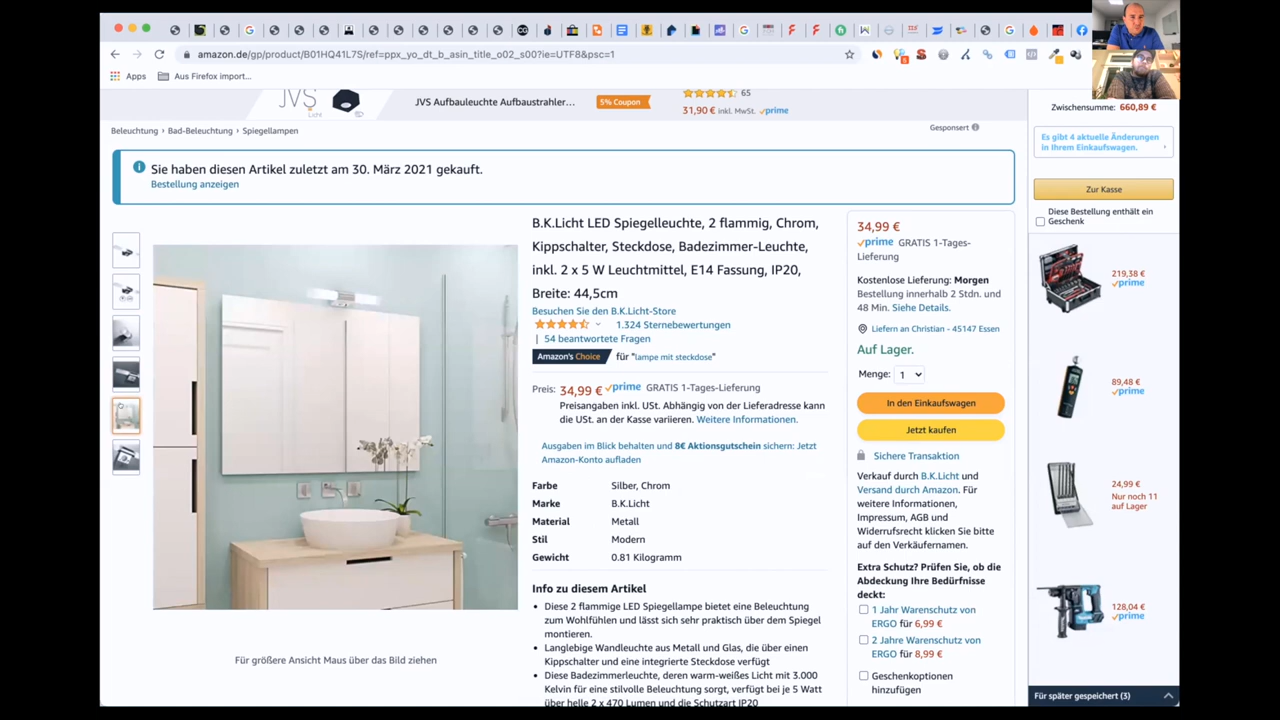 amazon.de/gp/product/B01HQ41L7S/ref=ppx_yo_dt_b_asin_title_o02_s00?ie=UTF8&psc=1
Apps
Aus Firefox import...
JVS
Licht
JVS Aufbauleuchte Aufbaustrahler...
5% Coupon
65
31,90 € inkl. MwSt. prime
Beleuchtung › Bad-Beleuchtung › Spiegellampen
Gesponsert
Sie haben diesen Artikel zuletzt am 30. März 2021 gekauft.
Bestellung anzeigen
B.K.Licht LED Spiegelleuchte, 2 flammig, Chrom,
Kippschalter, Steckdose, Badezimmer-Leuchte,
inkl. 2 x 5 W Leuchtmittel, E14 Fassung, IP20,
Breite: 44,5cm
Besuchen Sie den B.K.Licht-Store
1.324 Sternebewertungen
| 54 beantwortete Fragen
Amazon's Choice für "lampe mit steckdose"
Preis: 34,99 € prime GRATIS 1-Tages-Lieferung
Preisangaben inkl. USt. Abhängig von der Lieferadresse kann
die USt. an der Kasse variieren. Weitere Informationen.
Ausgaben im Blick behalten und 8€ Aktionsgutschein sichern: Jetzt
Amazon-Konto aufladen
Farbe Silber, Chrom
Marke B.K.Licht
Material Metall
Stil Modern
Gewicht 0.81 Kilogramm
Info zu diesem Artikel
• Diese 2 flammige LED Spiegellampe bietet eine Beleuchtung
zum Wohlfühlen und lässt sich sehr praktisch über dem Spiegel
montieren.
• Langlebige Wandleuchte aus Metall und Glas, die über einen
Kippschalter und eine integrierte Steckdose verfügt
• Diese Badezimmerleuchte, deren warm-weißes Licht mit 3.000
Kelvin für eine stilvolle Beleuchtung sorgt, verfügt bei je 5 Watt
über helle 2 x 470 Lumen und die Schutzart IP20
Für größere Ansicht Maus über das Bild ziehen
34,99 €
prime GRATIS 1-Tages-
Lieferung
Kostenlose Lieferung: Morgen
Bestellung innerhalb 2 Stdn. und
48 Min. Siehe Details.
Liefern an Christian - 45147 Essen
Auf Lager.
Menge: 1
In den Einkaufswagen
Jetzt kaufen
Sichere Transaktion
Verkauf durch B.K.Licht und
Versand durch Amazon. Für
weitere Informationen,
Impressum, AGB und
Widerrufsrecht klicken Sie bitte
auf den Verkäufernamen.
Extra Schutz? Prüfen Sie, ob die
Abdeckung Ihre Bedürfnisse
deckt:
1 Jahr Warenschutz von
ERGO für 6,99 €
2 Jahre Warenschutz von
ERGO für 8,99 €
Geschenkoptionen
hinzufügen
Zwischensumme: 660,89 €
Es gibt 4 aktuelle Änderungen
in Ihrem Einkaufswagen.
Zur Kasse
Diese Bestellung enthält ein
Geschenk
219,38 €
prime
89,48 €
prime
24,99 €
Nur noch 11
auf Lager
128,04 €
prime
Für später gespeichert (3)